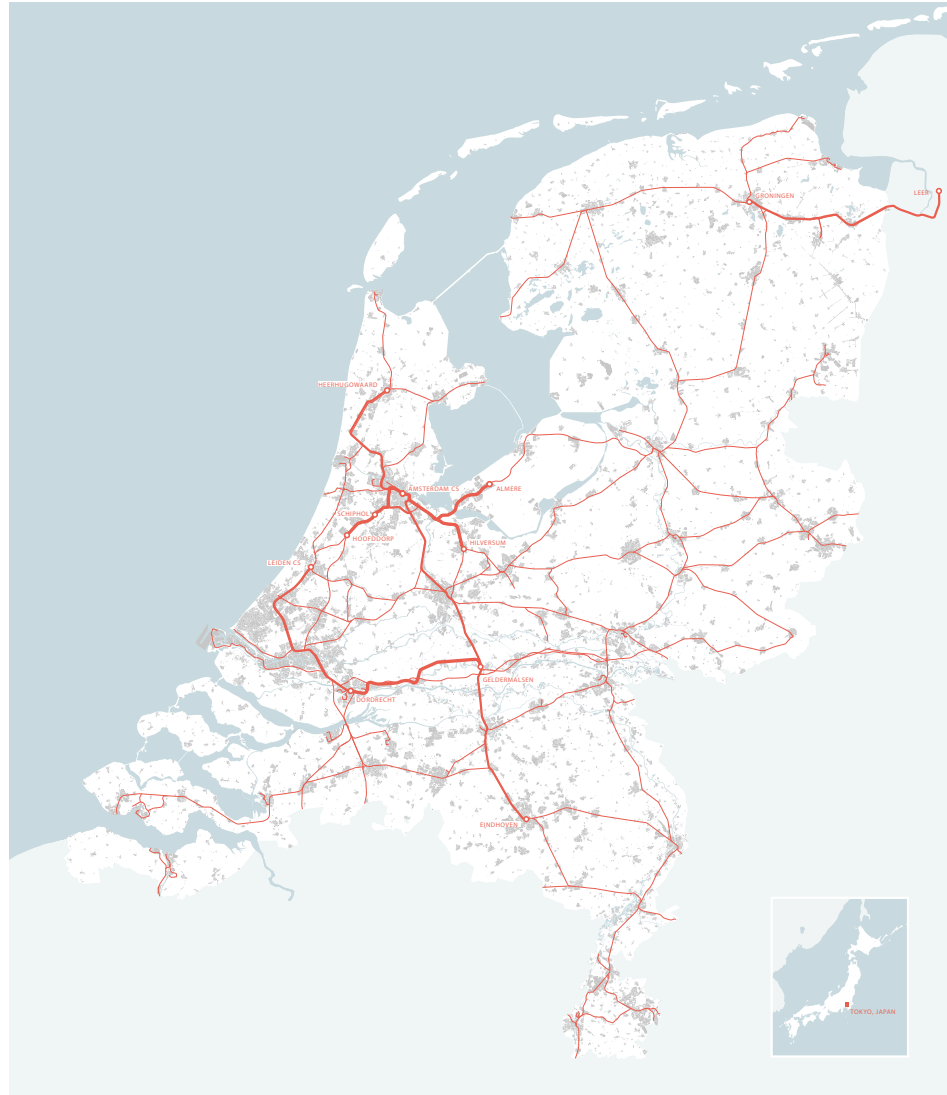 LEER
GRONINGEN
HEERHUGOWAARD
AMSTERDAM CS
ALMERE
SCHIPHOL
HOOFDDORP
HILVERSUM
LEIDEN CS
GELDERMALSEN
DORDRECHT
EINDHOVEN
TOKYO, JAPAN